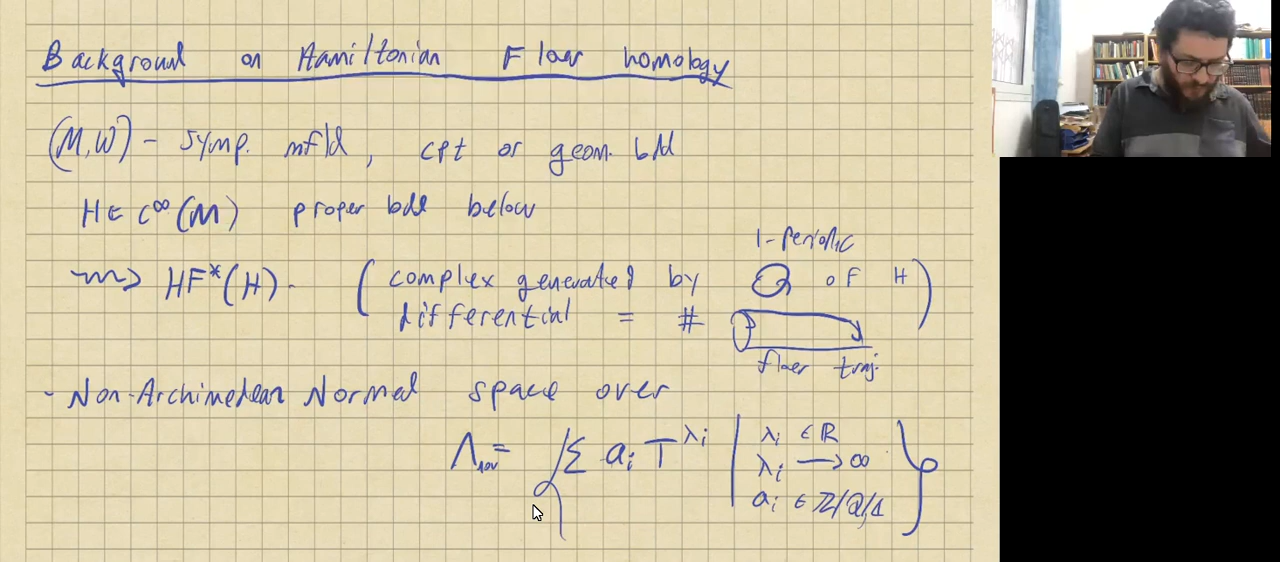 Background on Hamiltonian Floer homology
(M,W) - symp. mfld, cpt or geom. bd
H ∈ C^∞(M) proper bdd below
⇝ HF*(H). (complex generated by 1-periodic of H)
differential = #
floer traj.
- Non-Archimedean Normed space over
Λ_nov = { Σ a_i T^{λ_i} | λ_i ∈ ℝ
λ_i → ∞
a_i ∈